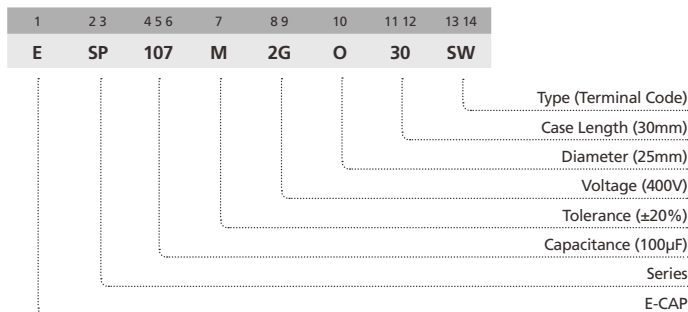 1 2 3 4 5 6 7 8 9 10 11 12 13 14
E SP 107 M 2G O 30 SW
Type (Terminal Code)
Case Length (30mm)
Diameter (25mm)
Voltage (400V)
Tolerance (±20%)
Capacitance (100µF)
Series
E-CAP